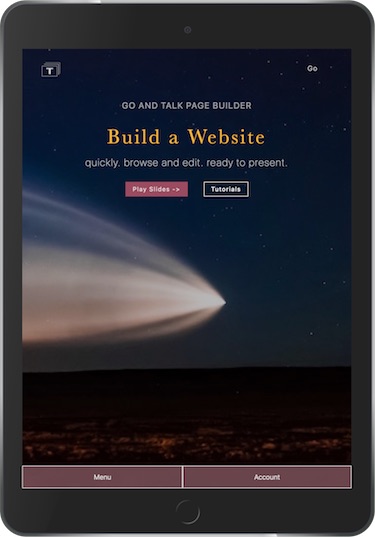 T
Go
GO AND TALK PAGE BUILDER
Build a Website
quickly. browse and edit. ready to present.
Play Slides ->
Tutorials
Menu
Account